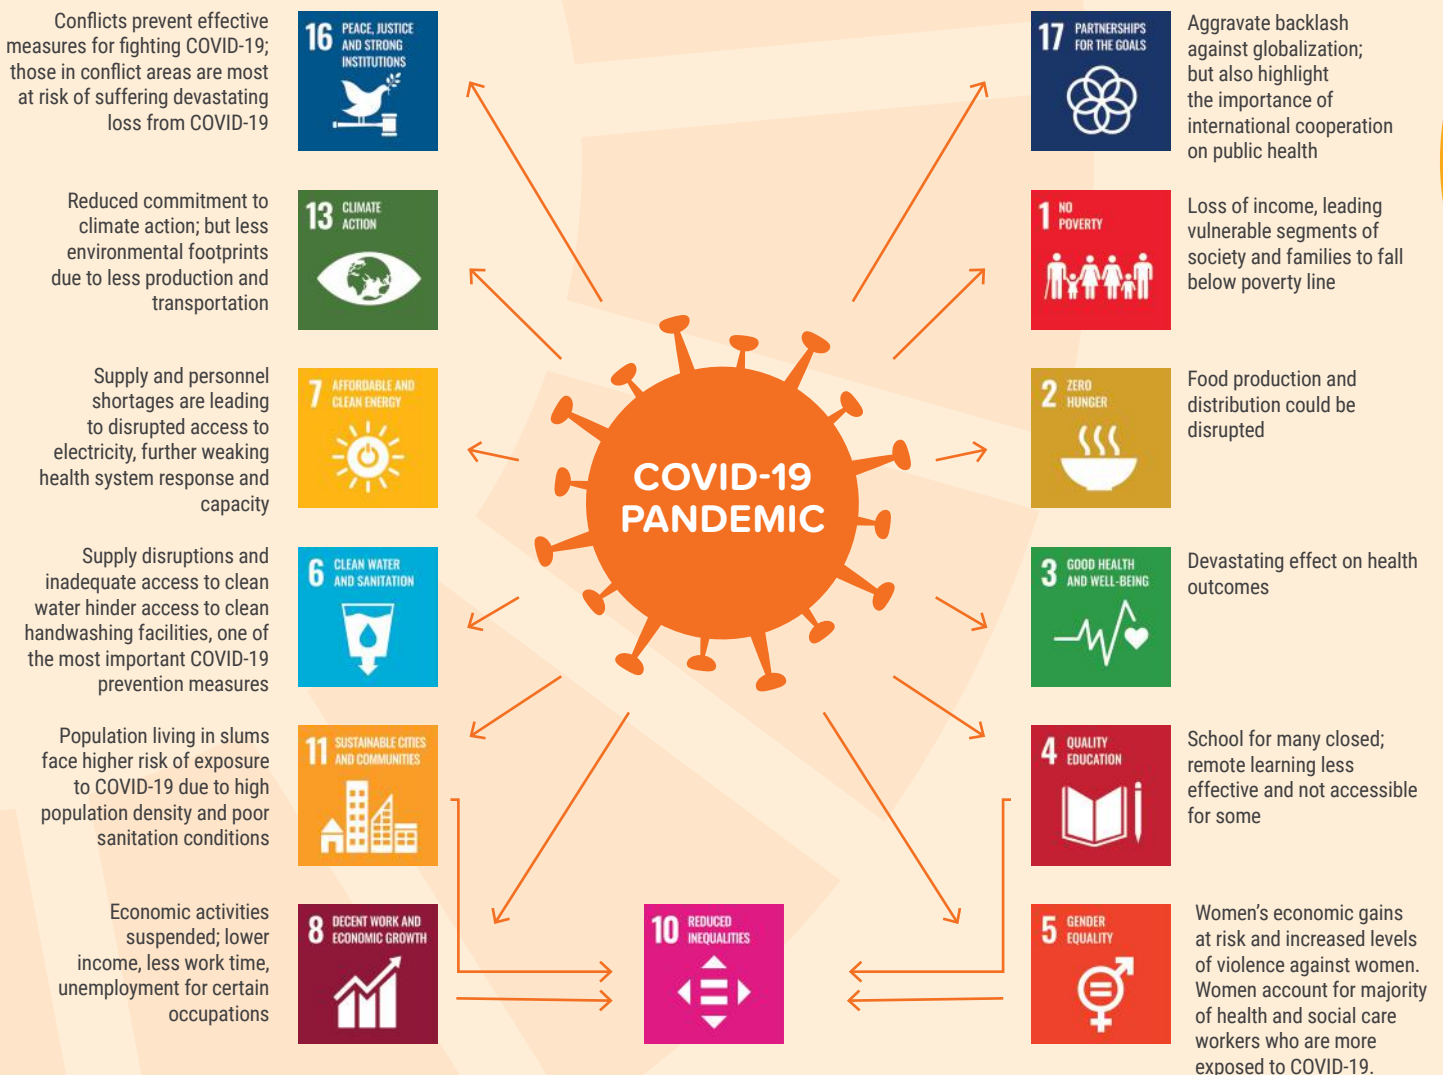 Conflicts prevent effective
measures for fighting COVID-19;
those in conflict areas are most
at risk of suffering devastating
loss from COVID-19
16 PEACE, JUSTICE
AND STRONG
INSTITUTIONS
17 PARTNERSHIPS
FOR THE GOALS
Aggravate backlash
against globalization;
but also highlight
the importance of
international cooperation
on public health
Reduced commitment to
climate action; but less
environmental footprints
due to less production and
transportation
13 CLIMATE
ACTION
1 NO
POVERTY
Loss of income, leading
vulnerable segments of
society and families to fall
below poverty line
Supply and personnel
shortages are leading
to disrupted access to
electricity, further weaking
health system response and
capacity
7 AFFORDABLE AND
CLEAN ENERGY
COVID-19
PANDEMIC
2 ZERO
HUNGER
Food production and
distribution could be
disrupted
Supply disruptions and
inadequate access to clean
water hinder access to clean
handwashing facilities, one of
the most important COVID-19
prevention measures
6 CLEAN WATER
AND SANITATION
3 GOOD HEALTH
AND WELL-BEING
Devastating effect on health
outcomes
Population living in slums
face higher risk of exposure
to COVID-19 due to high
population density and poor
sanitation conditions
11 SUSTAINABLE CITIES
AND COMMUNITIES
4 QUALITY
EDUCATION
School for many closed;
remote learning less
effective and not accessible
for some
Economic activities
suspended; lower
income, less work time,
unemployment for certain
occupations
8 DECENT WORK AND
ECONOMIC GROWTH
10 REDUCED
INEQUALITIES
5 GENDER
EQUALITY
Women’s economic gains
at risk and increased levels
of violence against women.
Women account for majority
of health and social care
workers who are more
exposed to COVID-19.